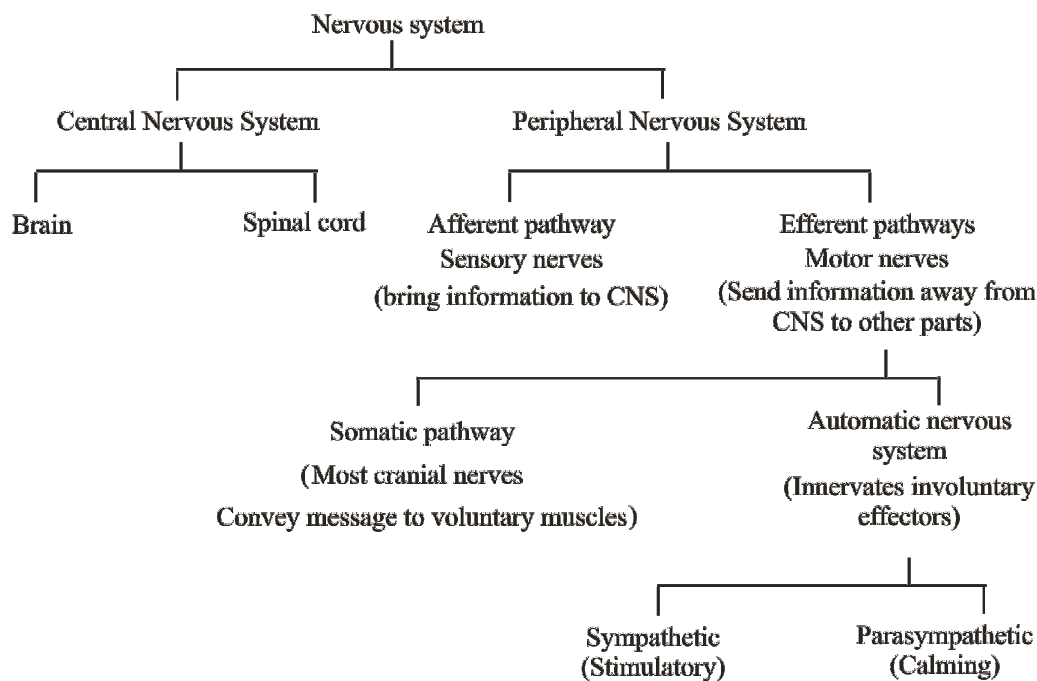 Nervous system
Central Nervous System
Peripheral Nervous System
Brain
Spinal cord
Afferent pathway
Sensory nerves
(bring information to CNS)
Efferent pathways
Motor nerves
(Send information away from
CNS to other parts)
Somatic pathway
(Most cranial nerves
Convey message to voluntary muscles)
Automatic nervous
system
(Innervates involuntary
effectors)
Sympathetic
(Stimulatory)
Parasympathetic
(Calming)